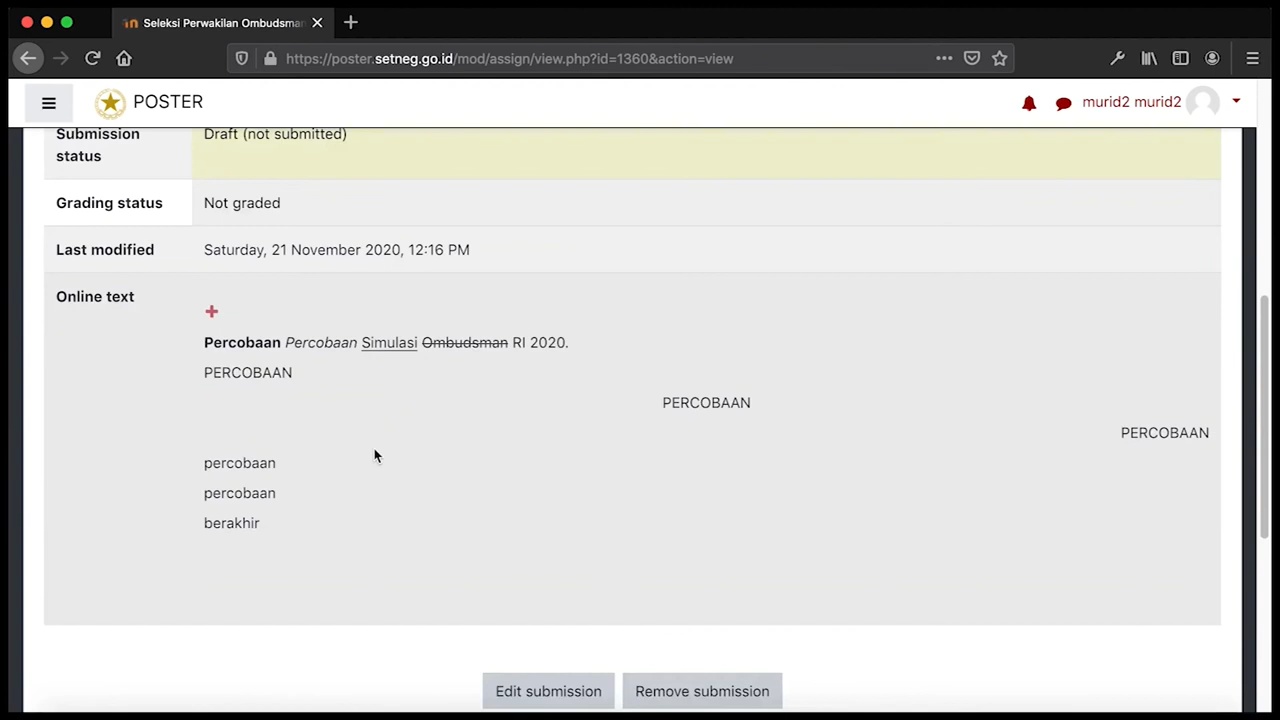 Seleksi Perwakilan Ombudsman
https://poster.setneg.go.id/mod/assign/view.php?id=1360&action=view
POSTER
murid2 murid2
Submission status
Draft (not submitted)
Grading status
Not graded
Last modified
Saturday, 21 November 2020, 12:16 PM
Online text
Percobaan Percobaan Simulasi Ombudsman RI 2020.
PERCOBAAN
PERCOBAAN
PERCOBAAN
percobaan
percobaan
berakhir
Edit submission
Remove submission